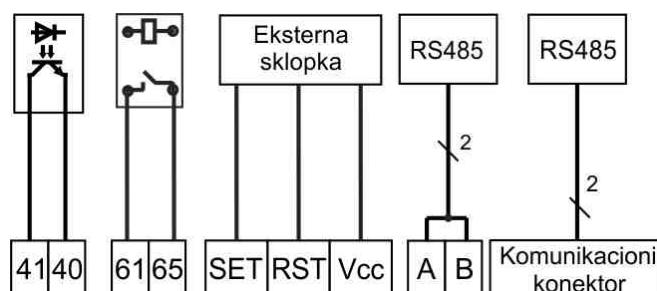 Eksterna
sklopka
RS485
RS485
2
2
41 40
61 65
SET RST Vcc
A B
Komunikacioni
konektor